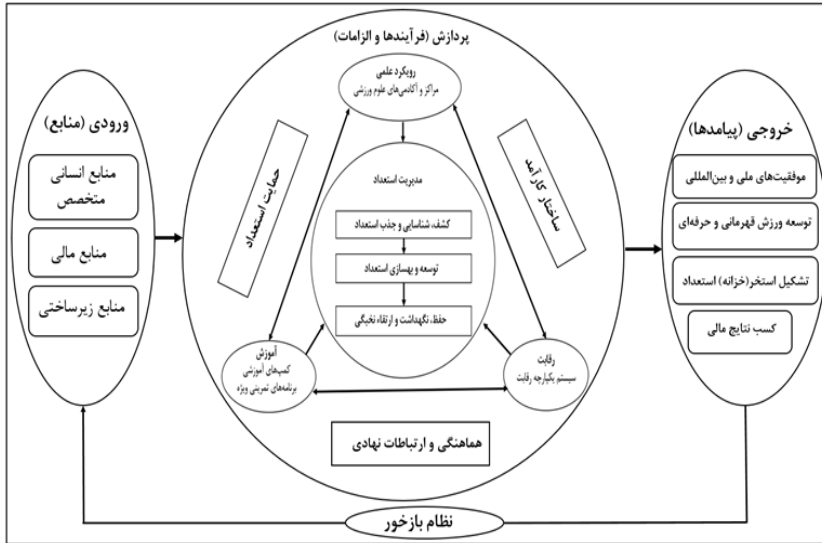 پردازش (فرآیندها و الزامات)
رویکرد علمی
مراکز و آکادمی‌های علوم ورزشی
ورودی (منابع)
منابع انسانی
متخصص
منابع مالی
منابع زیرساختی
حمایت استعداد
ساختار کارآمد
مدیریت استعداد
کشف، شناسایی و جذب استعداد
توسعه و بهسازی استعداد
حفظ، نگهداشت و ارتقاء نخبگی
آموزش
کمپ‌های آموزشی
برنامه‌های تمرینی ویژه
رقابت
سیستم یکپارچه رقابت
هماهنگی و ارتباطات نهادی
خروجی (پیامدها)
موفقیت‌های ملی و بین‌المللی
توسعه ورزش قهرمانی و حرفه‌ای
تشکیل استخر(خزانه) استعداد
کسب نتایج مالی
نظام بازخور